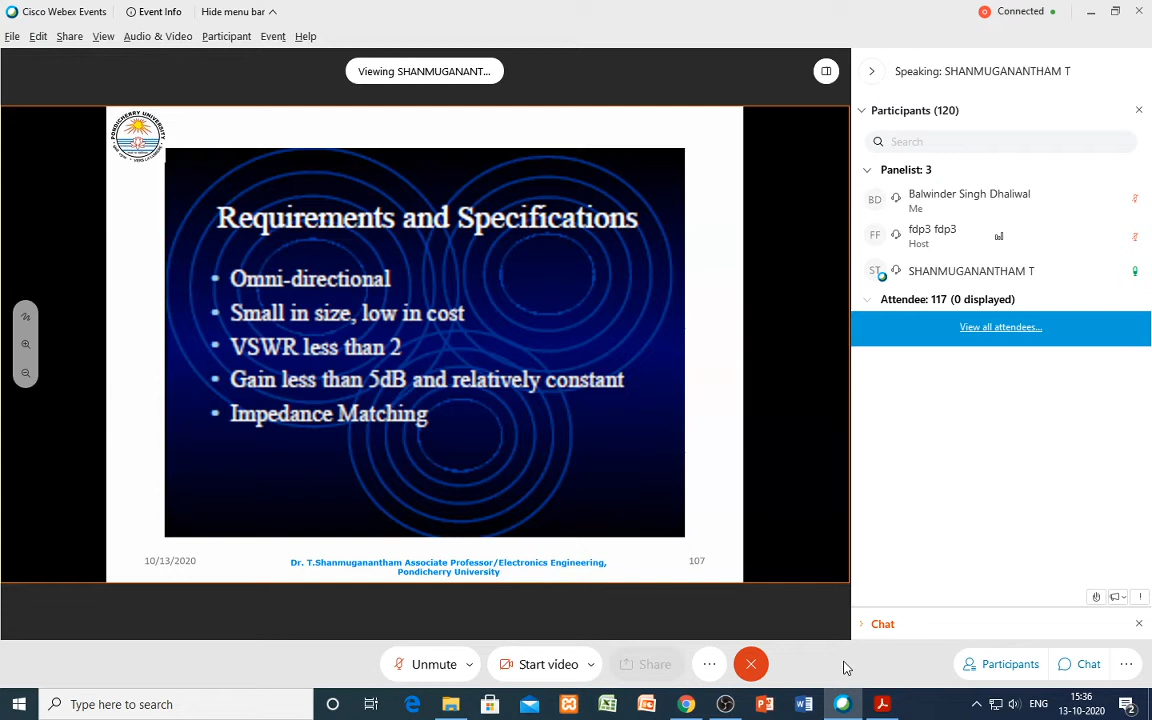 Cisco Webex Events
Event Info
Hide menu bar
Connected
File Edit Share View Audio & Video Participant Event Help
Viewing SHANMUGANANT...
Speaking: SHANMUGANANTHAM T
Participants (120)
Search
Panelist: 3
BD
Balwinder Singh Dhaliwal
Me
FF
fdp3 fdp3
Host
ST
SHANMUGANANTHAM T
Attendee: 117 (0 displayed)
View all attendees...
PONDICHERRY UNIVERSITY
Requirements and Specifications
• Omni-directional
• Small in size, low in cost
• VSWR less than 2
• Gain less than 5dB and relatively constant
• Impedance Matching
10/13/2020
Dr. T.Shanmuganantham Associate Professor/Electronics Engineering,
Pondicherry University
107
Chat
Unmute
Start video
Share
Participants
Chat
Type here to search
ENG
15:36
13-10-2020
2